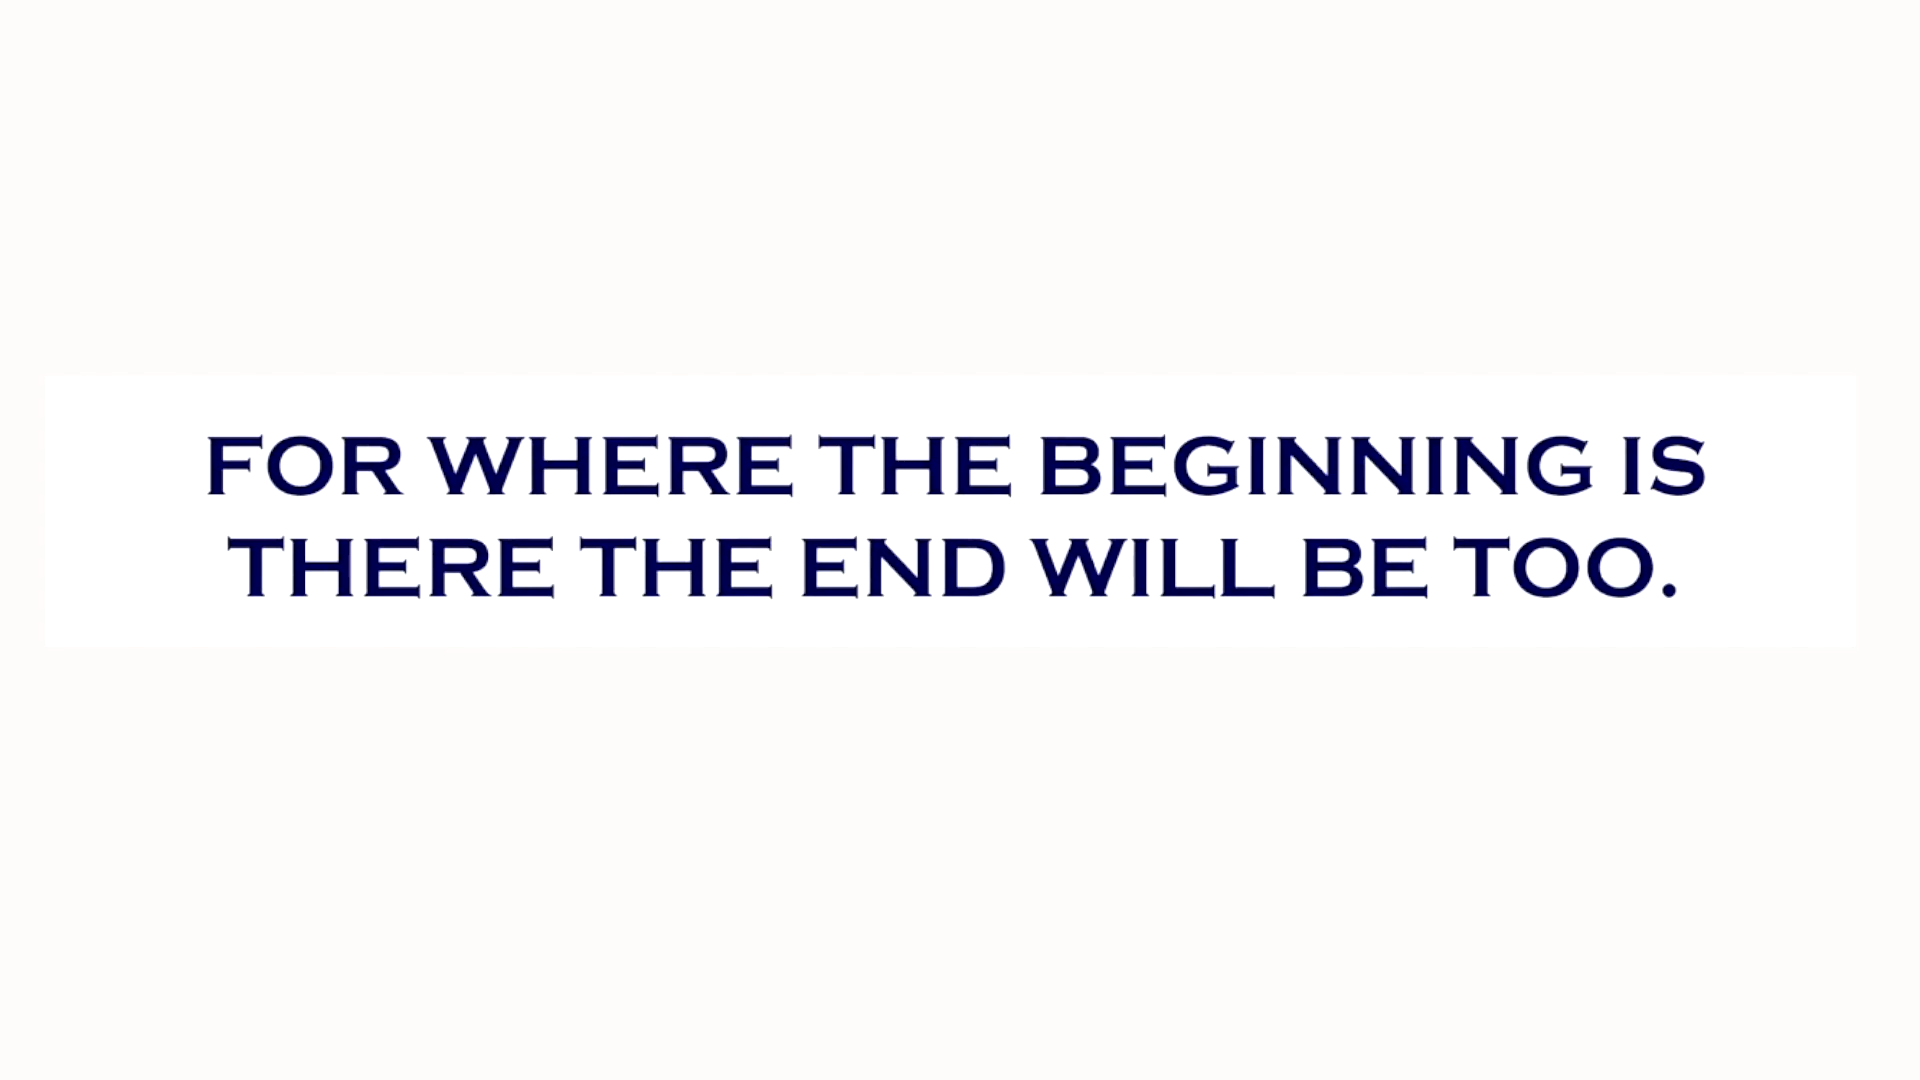 FOR WHERE THE BEGINNING IS
THERE THE END WILL BE TOO.